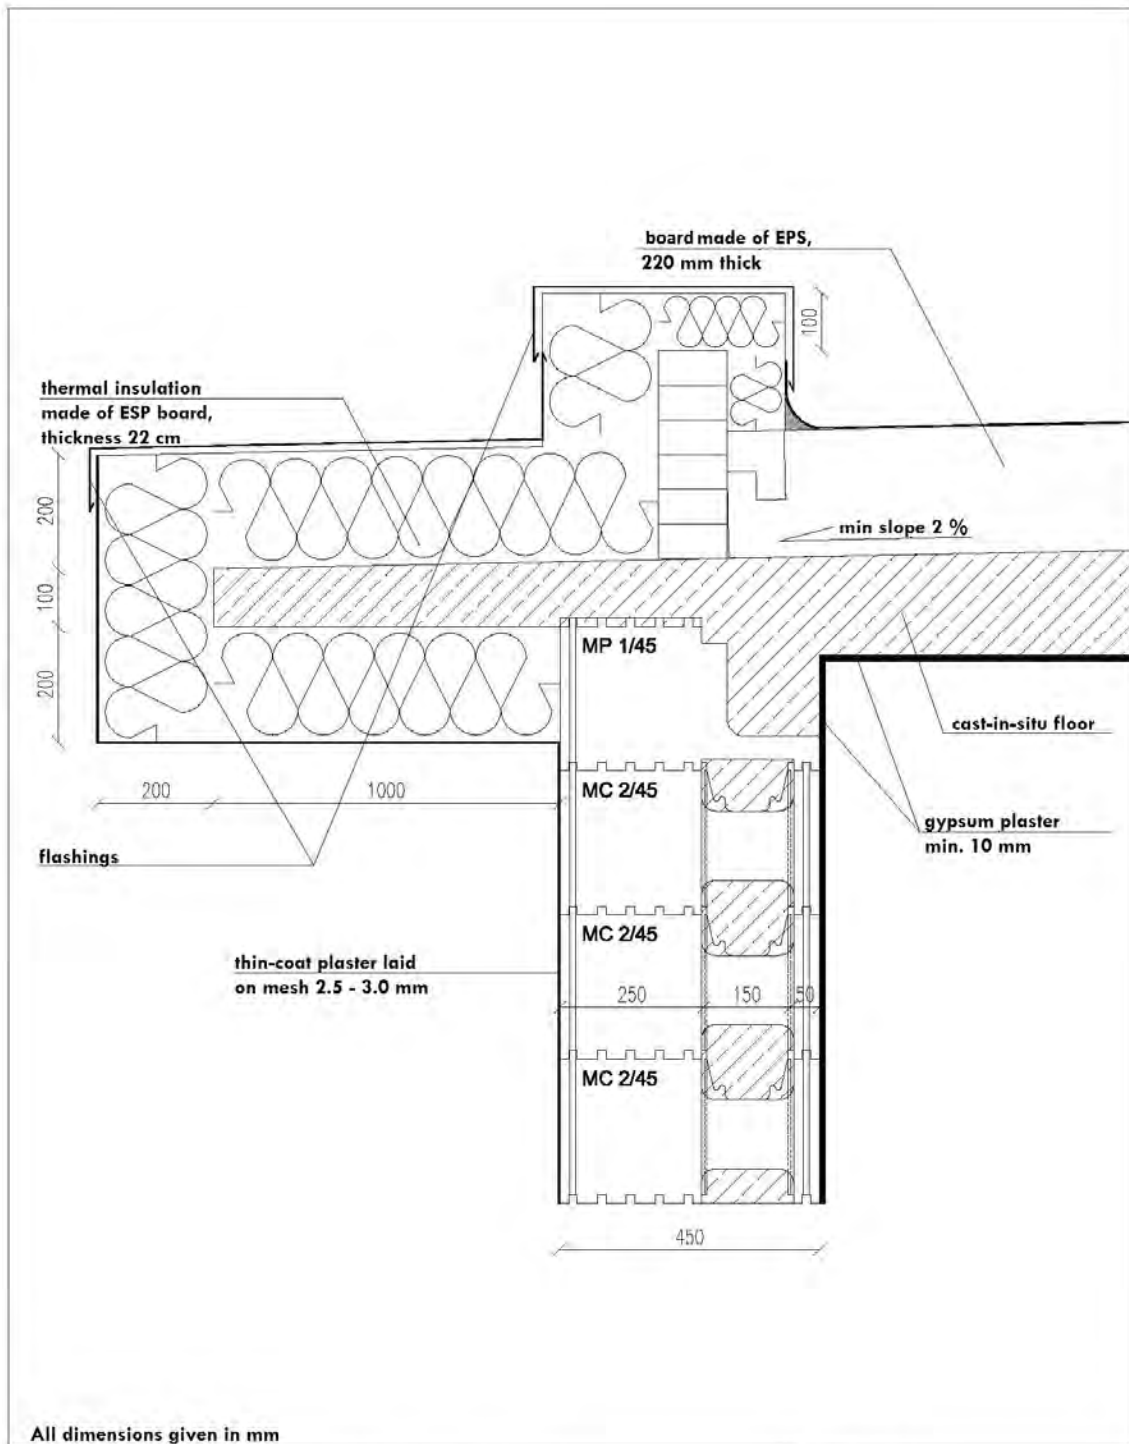 board made of EPS,
220 mm thick
100
thermal insulation
made of ESP board,
thickness 22 cm
200
min slope 2 %
100
MP 1/45
200
cast-in-situ floor
200
1000
MC 2/45
gypsum plaster
min. 10 mm
flashings
MC 2/45
thin-coat plaster laid
on mesh 2.5 - 3.0 mm
250
150
50
MC 2/45
450
All dimensions given in mm